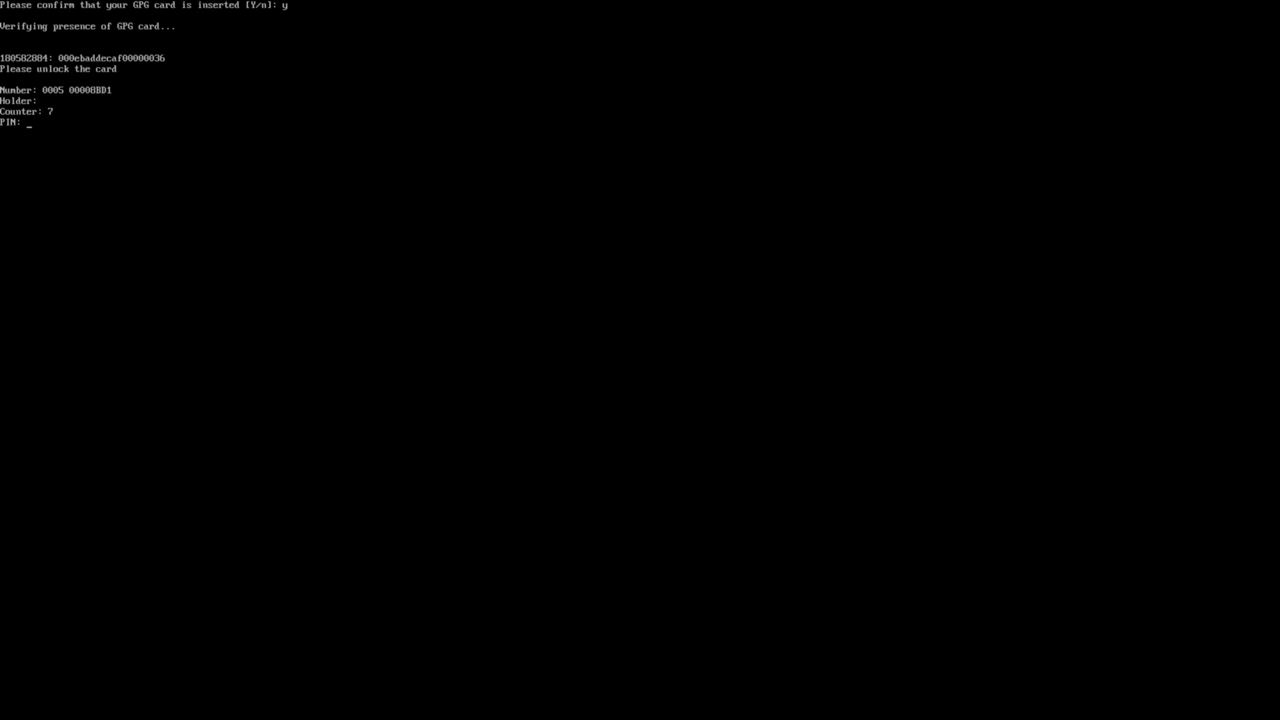 Please confirm that your GPG card is inserted [Y/n]: y
Verifying presence of GPG card...
180582884: 000ebaddecaf00000036
Please unlock the card
Number: 0005 00008BD1
Holder:
Counter: 7
PIN: _